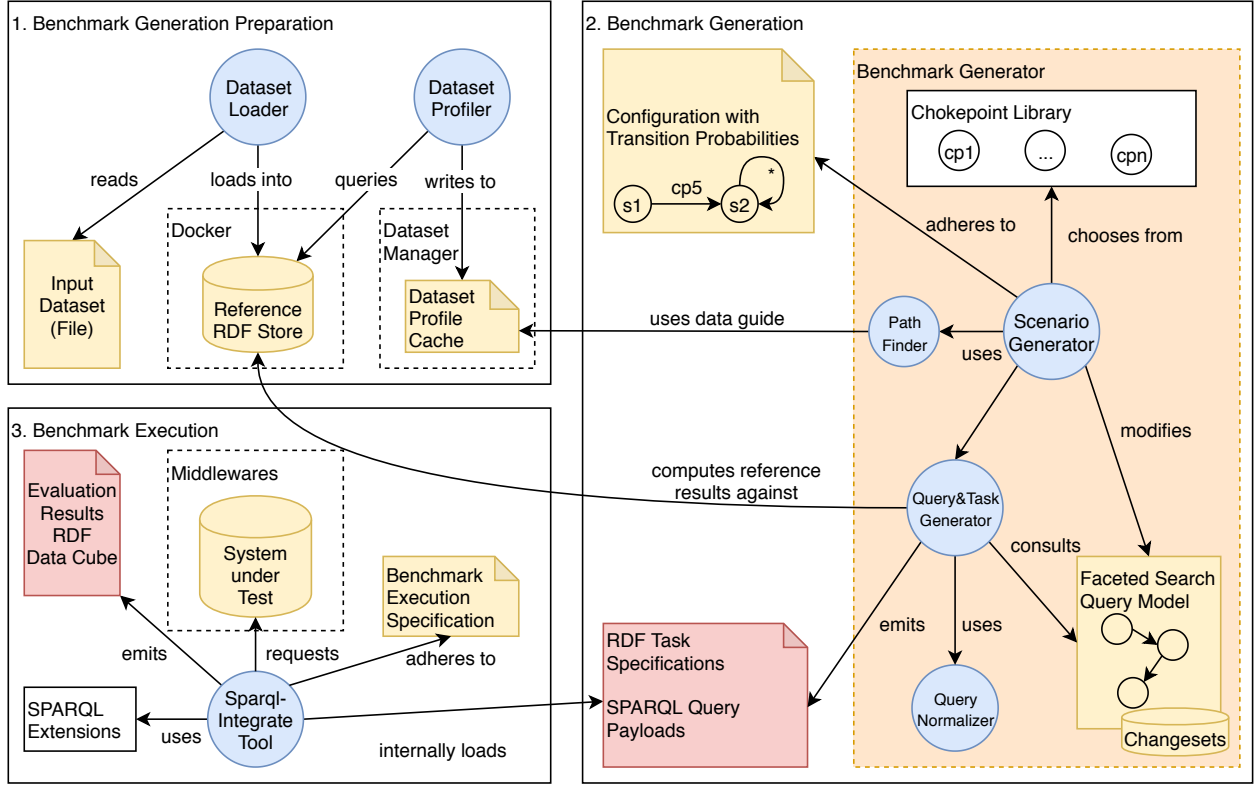 1. Benchmark Generation Preparation
Dataset
Loader
Dataset
Profiler
reads
loads into
queries
writes to
Docker
Dataset
Manager
Input
Dataset
(File)
Reference
RDF Store
Dataset
Profile
Cache
2. Benchmark Generation
Configuration with
Transition Probabilities
s1
cp5
s2
*
Benchmark Generator
Chokepoint Library
cp1
...
cpn
adheres to
chooses from
uses data guide
Path
Finder
uses
Scenario
Generator
modifies
computes reference
results against
Query&Task
Generator
consults
emits
uses
Faceted Search
Query Model
Changesets
Query
Normalizer
RDF Task
Specifications
SPARQL Query
Payloads
3. Benchmark Execution
Evaluation
Results
RDF
Data Cube
Middlewares
System
under
Test
Benchmark
Execution
Specification
emits
requests
adheres to
SPARQL
Extensions
uses
Sparql-
Integrate
Tool
internally loads